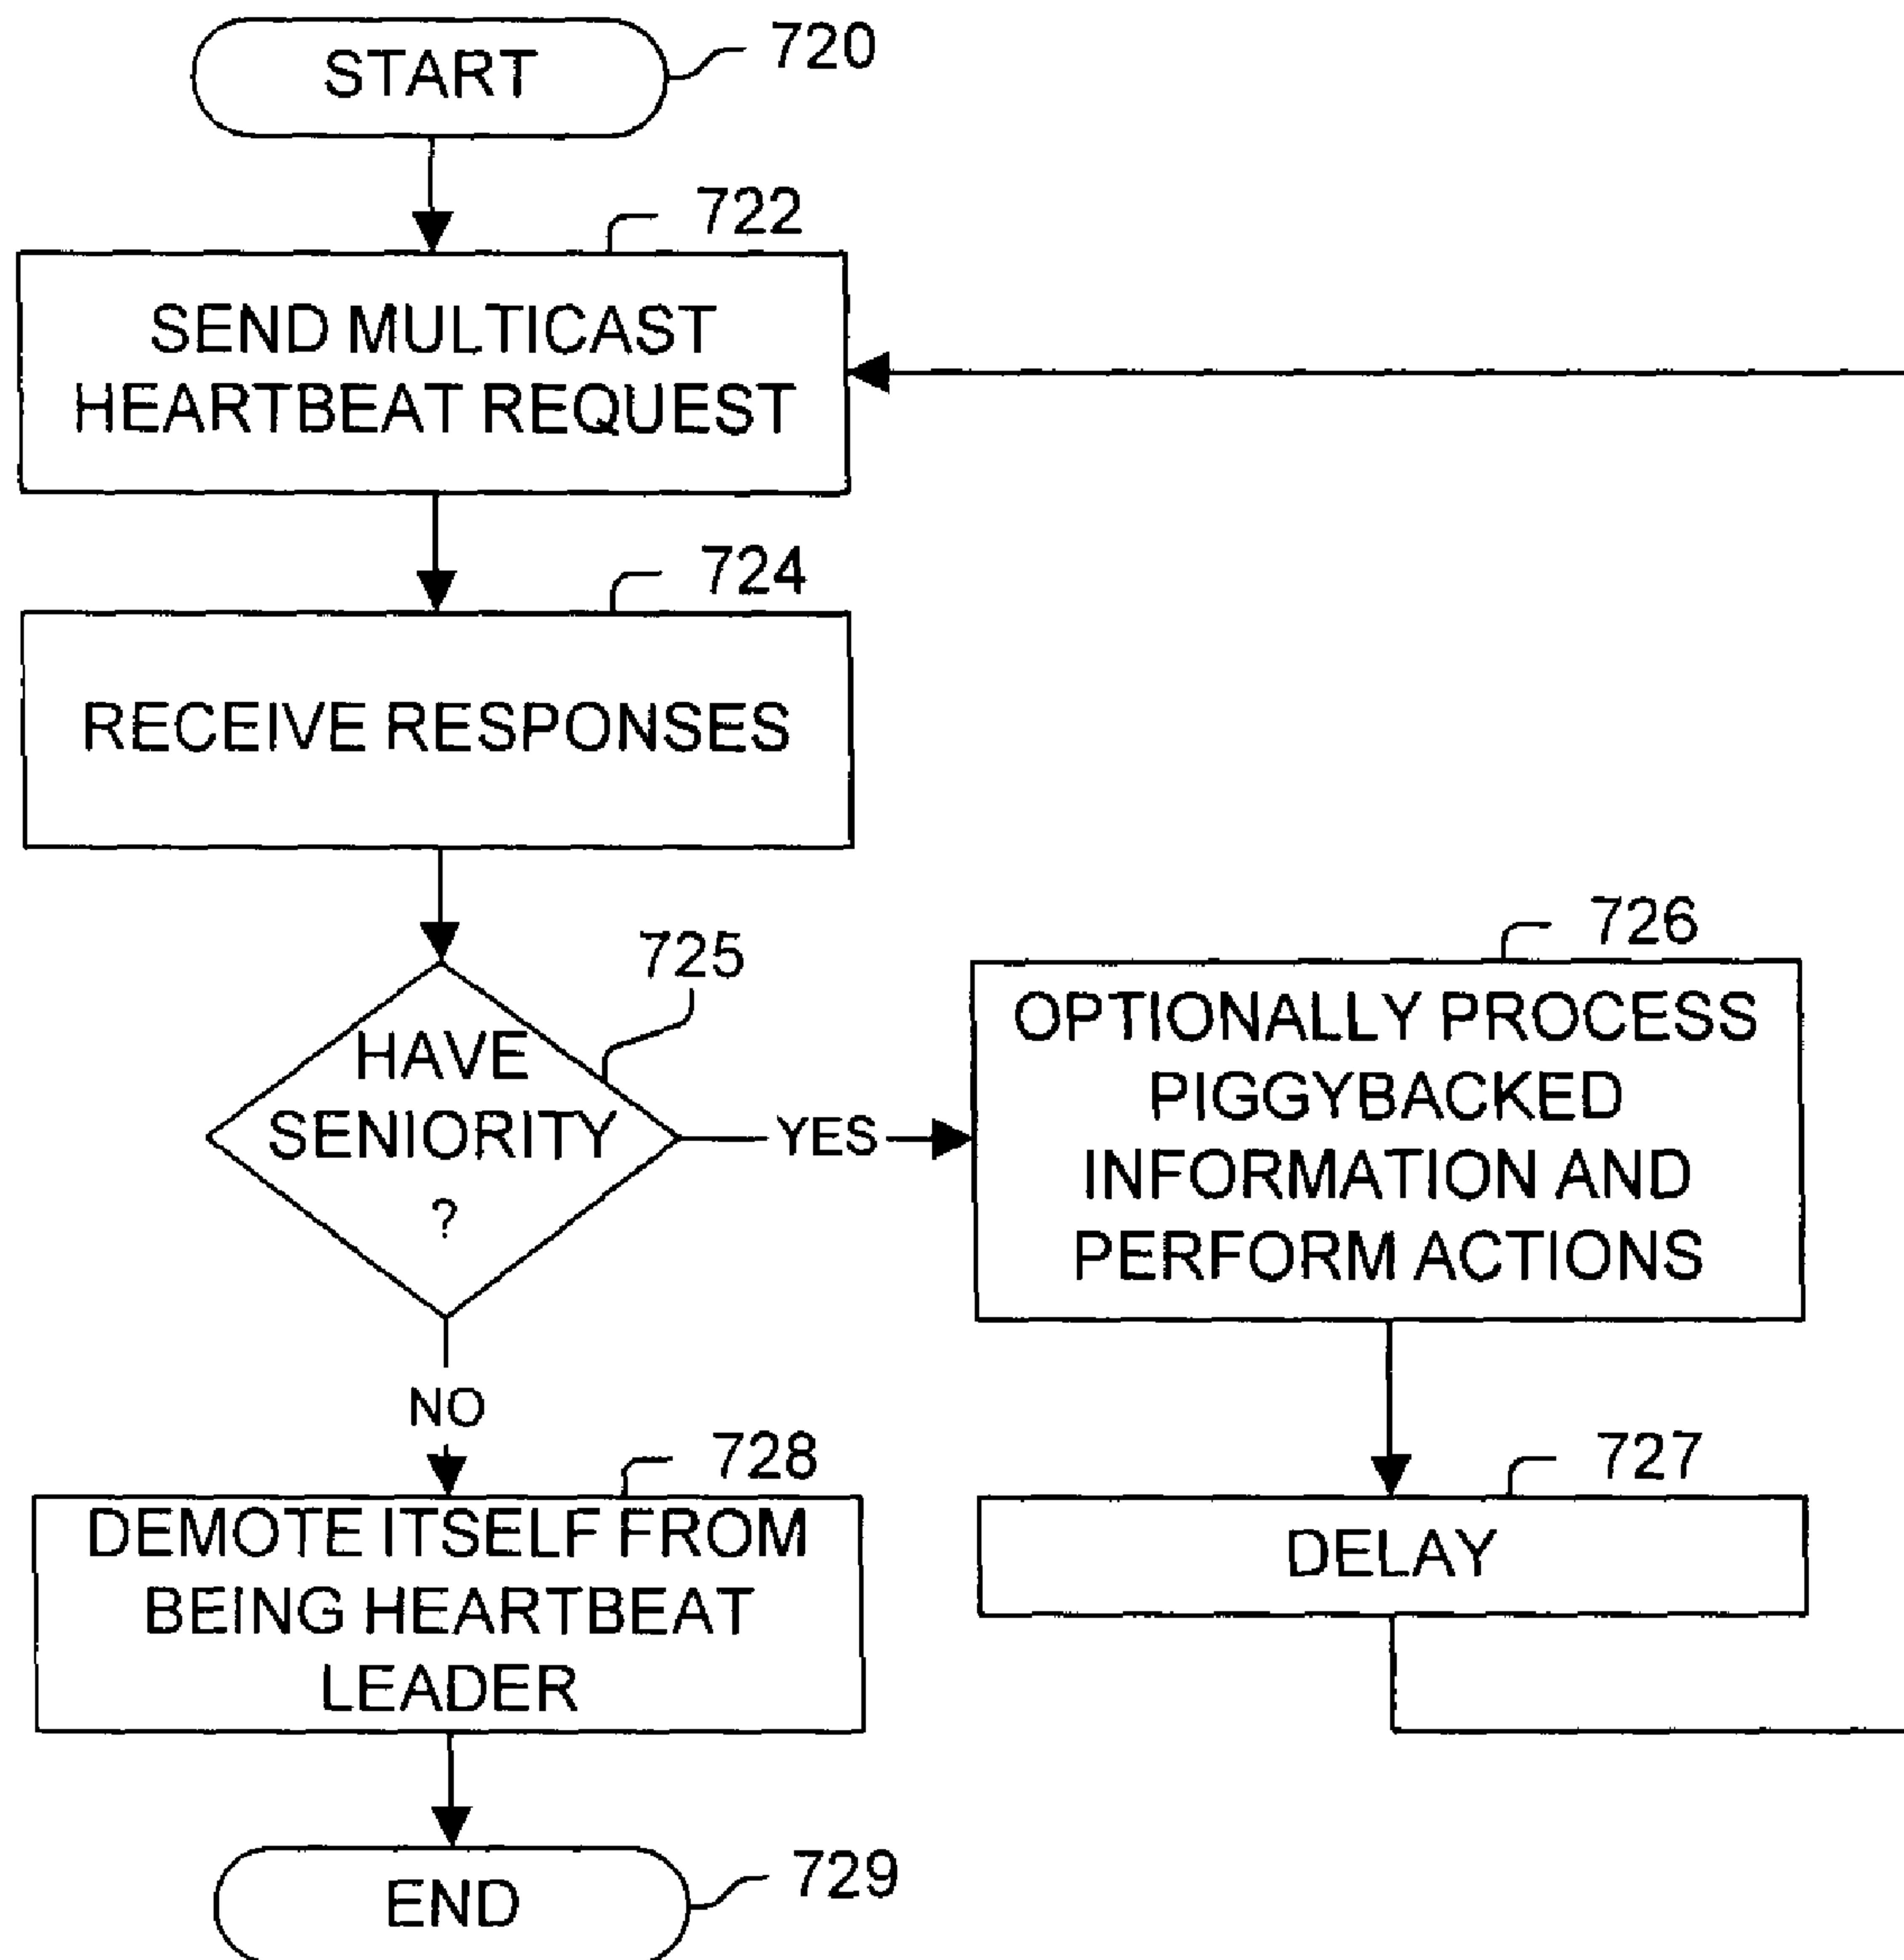 START
720
722
SEND MULTICAST
HEARTBEAT REQUEST
724
RECEIVE RESPONSES
725
HAVE
SENIORITY
?
YES
726
OPTIONALLY PROCESS
PIGGYBACKED
INFORMATION AND
PERFORM ACTIONS
NO
728
DEMOTE ITSELF FROM
BEING HEARTBEAT
LEADER
727
DELAY
END
729